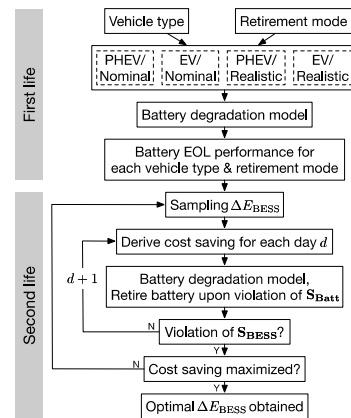 Vehicle type
Retirement mode
First life
PHEV/
Nominal
EV/
Nominal
PHEV/
Realistic
EV/
Realistic
Battery degradation model
Battery EOL performance for
each vehicle type & retirement mode
Second life
Sampling ΔE_BESS
Derive cost saving for each day d
d + 1
Battery degradation model,
Retire battery upon violation of S_Batt
N
Violation of S_BESS?
Y
N
Cost saving maximized?
Y
Optimal ΔE_BESS obtained